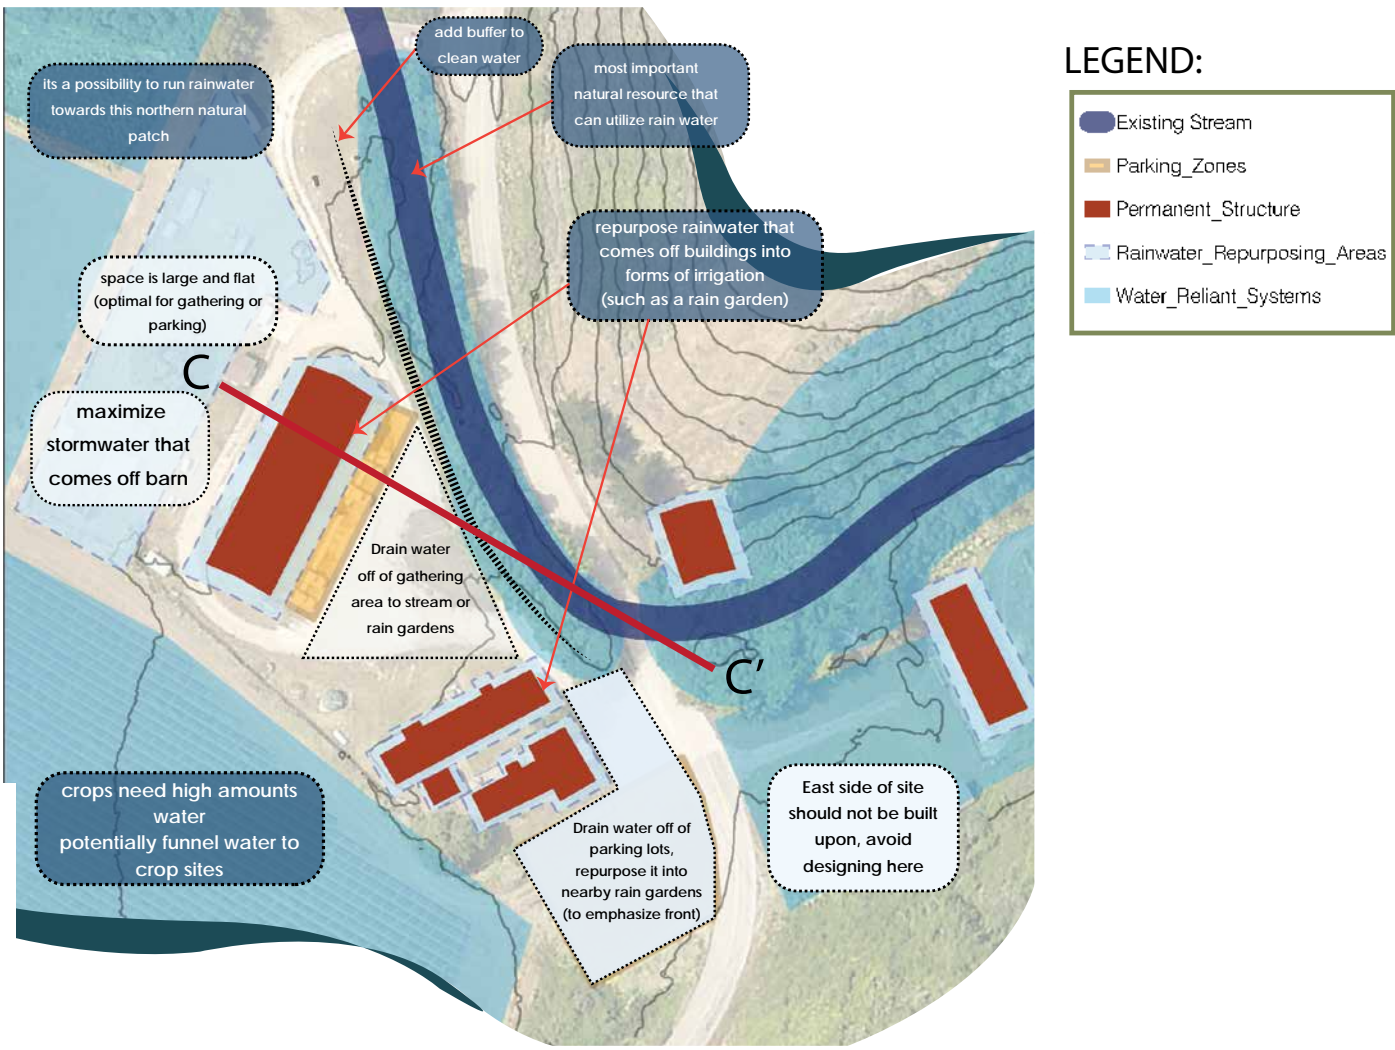 add buffer to
clean water
its a possibility to run rainwater
towards this northern natural
patch
most important
natural resource that
can utilize rain water
LEGEND:
Existing Stream
Parking_Zones
Permanent_Structure
Rainwater_Repurposing_Areas
Water_Reliant_Systems
repurpose rainwater that
comes off buildings into
forms of irrigation
(such as a rain garden)
space is large and flat
(optimal for gathering or
parking)
C
maximize
stormwater that
comes off barn
Drain water
off of gathering
area to stream or
rain gardens
C'
crops need high amounts
water
potentially funnel water to
crop sites
Drain water off of
parking lots,
repurpose it into
nearby rain gardens
(to emphasize front)
East side of site
should not be built
upon, avoid
designing here